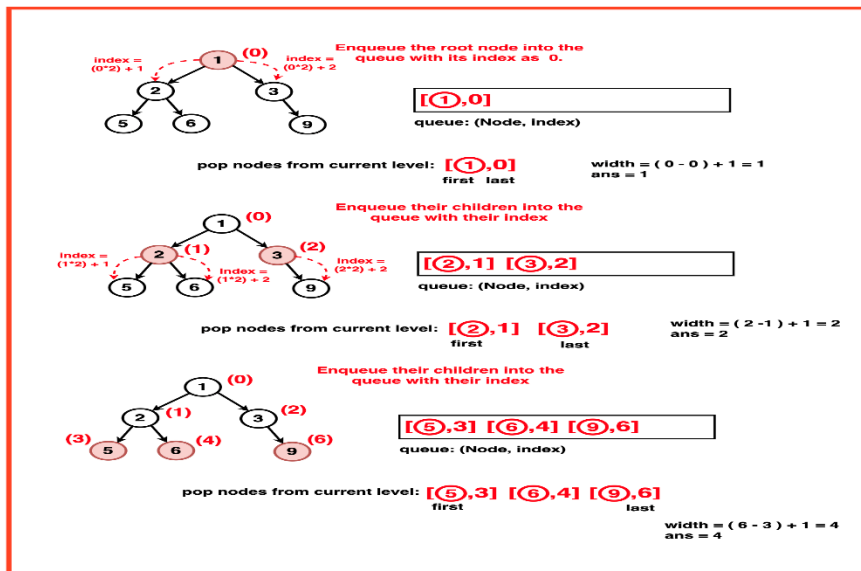 Enqueue the root node into the
queue with its index as 0.
index =
(0*2) + 1
1
(0)
index =
(0*2) + 2
2
3
5
6
9
[①,0]
queue: (Node, index)
pop nodes from current level: [①,0]
first last
width = ( 0 - 0 ) + 1 = 1
ans = 1
Enqueue their children into the
queue with their index
1
(0)
index =
(1*2) + 1
2
(1)
index =
(1*2) + 2
3
(2)
index =
(2*2) + 2
5
6
9
[②,1] [③,2]
queue: (Node, index)
pop nodes from current level: [②,1] [③,2]
first last
width = ( 2 -1 ) + 1 = 2
ans = 2
Enqueue their children into the
queue with their index
1
(0)
2
(1)
3
(2)
(3)
5
6
(4)
9
(6)
[⑤,3] [⑥,4] [⑨,6]
queue: (Node, index)
pop nodes from current level: [⑤,3] [⑥,4] [⑨,6]
first last
width = ( 6 - 3 ) + 1 = 4
ans = 4